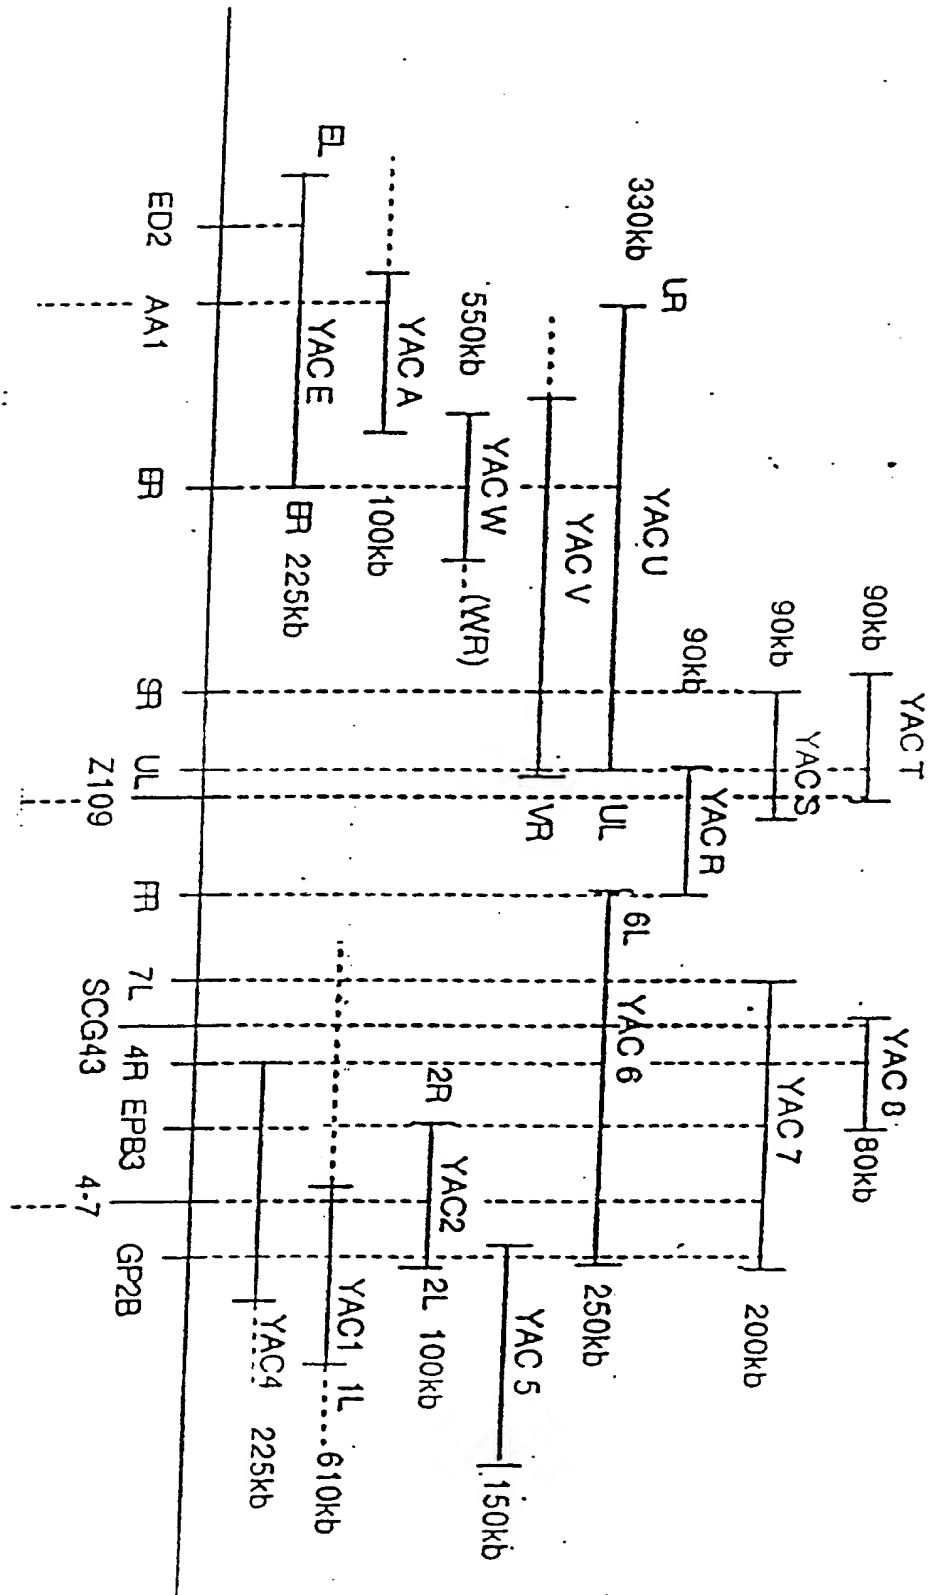 YAC T
90kb
90kb
YAC S
90kb
YAC R
YAC 8
80kb
YAC 7
200kb
UR
330kb
YAC U
UL
6L
YAC 6
250kb
YAC V
VR
YAC 5
150kb
550kb
YAC W
(WR)
2R
YAC2
2L 100kb
YAC A
100kb
YAC1 1L
610kb
EL
YAC E
ER 225kb
YAC4 225kb
ED2
AA1
ER
SR
UL
Z109
7L
SCG43
4R
EPB3
4-7
GP2B